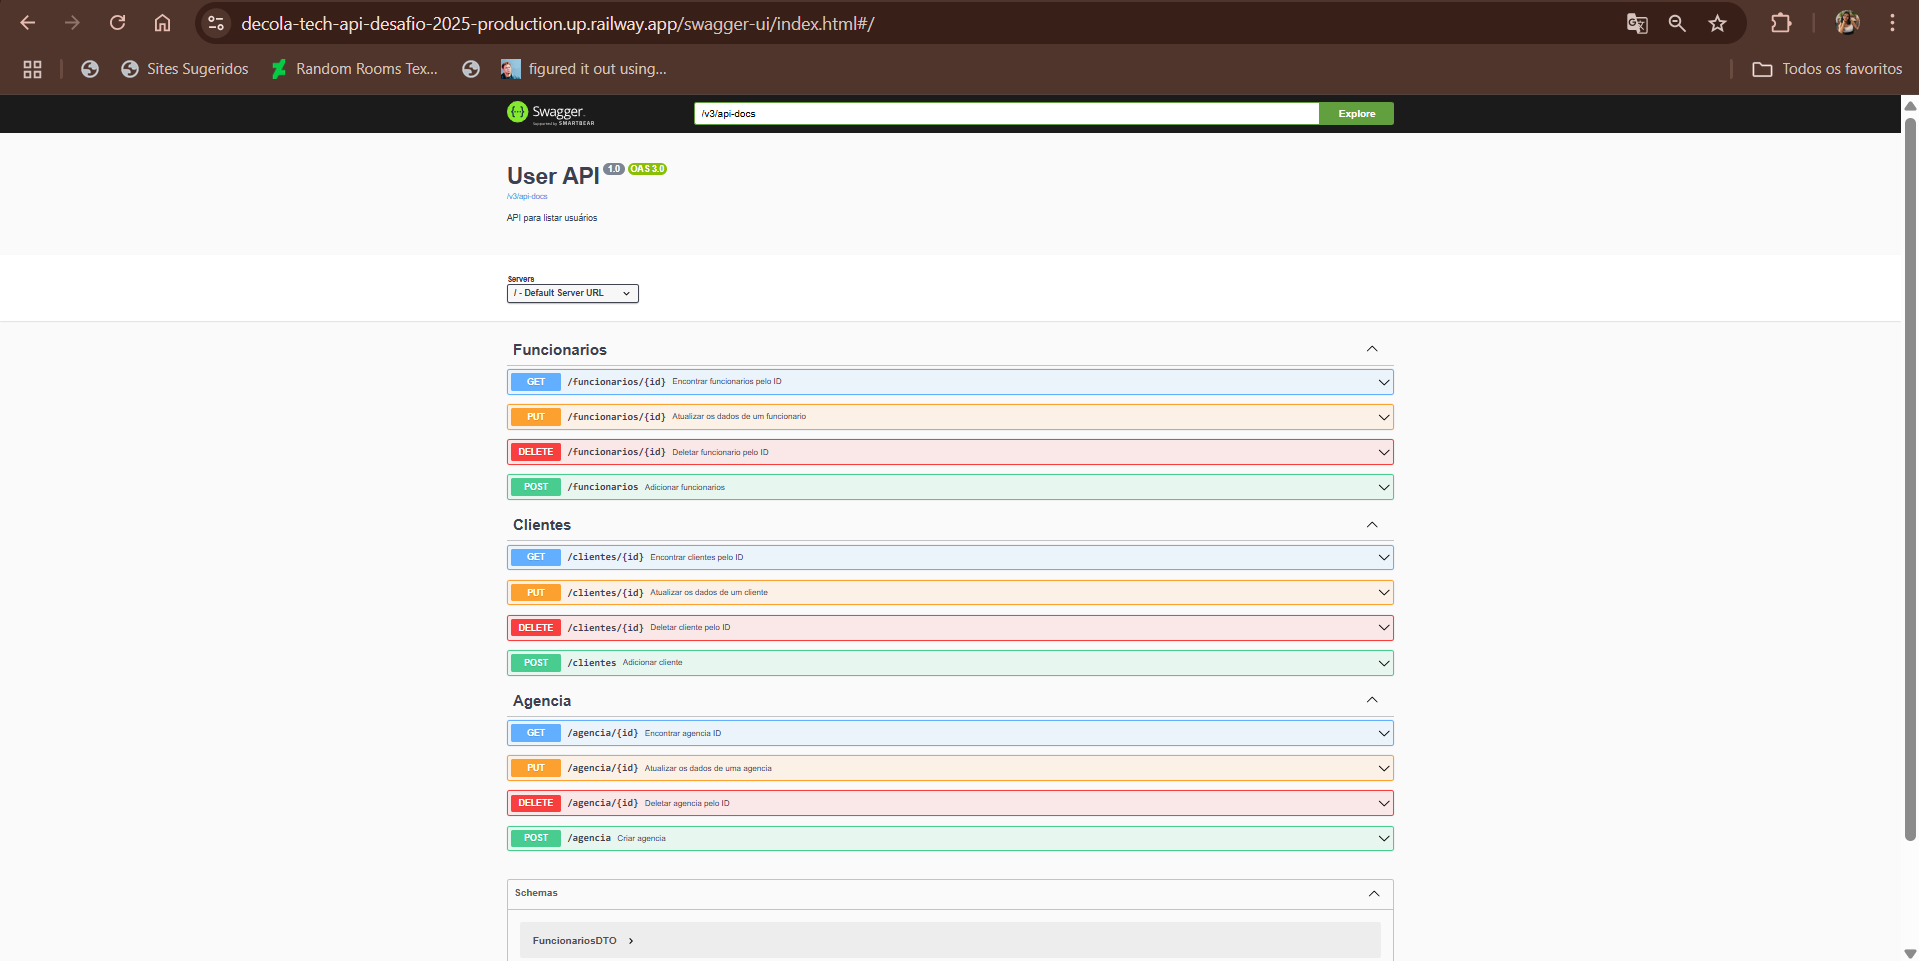 decola-tech-api-desafio-2025-production.up.railway.app/swagger-ui/index.html#/
Sites Sugeridos
Random Rooms Tex...
figured it out using...
Todos os favoritos
Swagger.
Supported by SMARTBEAR
/v3/api-docs
Explore
User API 1.0 OAS 3.0
/v3/api-docs
API para listar usuários
Servers
/ - Default Server URL
Funcionarios
GET /funcionarios/{id} Encontrar funcionarios pelo ID
PUT /funcionarios/{id} Atualizar os dados de um funcionario
DELETE /funcionarios/{id} Deletar funcionario pelo ID
POST /funcionarios Adicionar funcionarios
Clientes
GET /clientes/{id} Encontrar clientes pelo ID
PUT /clientes/{id} Atualizar os dados de um cliente
DELETE /clientes/{id} Deletar cliente pelo ID
POST /clientes Adicionar cliente
Agencia
GET /agencia/{id} Encontrar agencia ID
PUT /agencia/{id} Atualizar os dados de uma agencia
DELETE /agencia/{id} Deletar agencia pelo ID
POST /agencia Criar agencia
Schemas
FuncionariosDTO